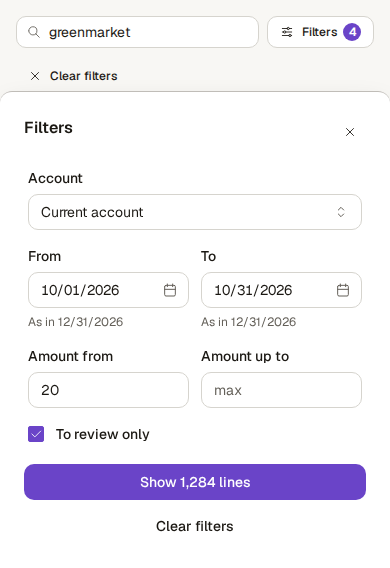 greenmarket
Filters 4
Clear filters
Filters
Account
Current account
From To
10/01/2026 10/31/2026
As in 12/31/2026 As in 12/31/2026
Amount from Amount up to
20 max
To review only
Show 1,284 lines
Clear filters